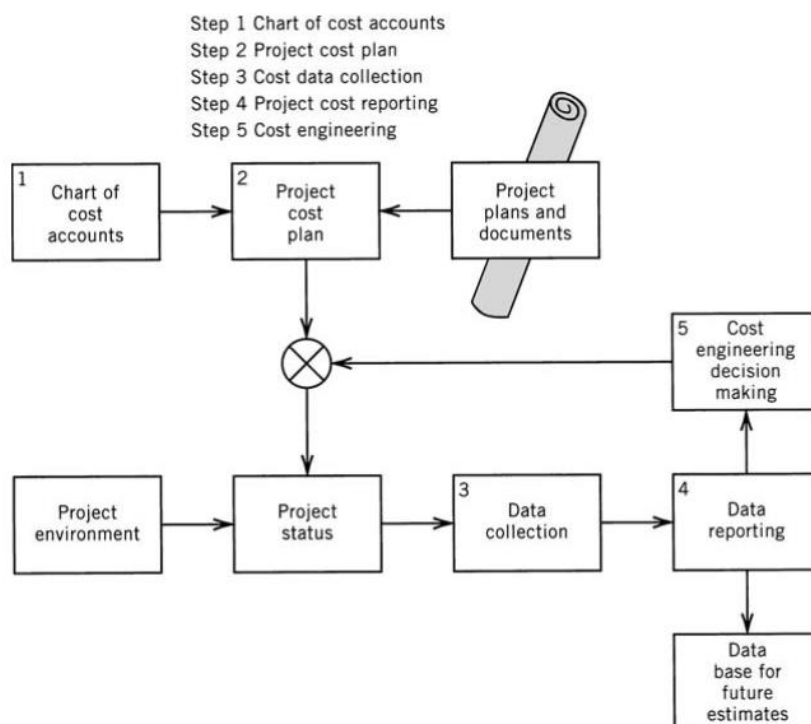 Step 1 Chart of cost accounts
Step 2 Project cost plan
Step 3 Cost data collection
Step 4 Project cost reporting
Step 5 Cost engineering
1
Chart of
cost
accounts
2
Project
cost
plan
Project
plans and
documents
5
Cost
engineering
decision
making
Project
environment
Project
status
3
Data
collection
4
Data
reporting
Data
base for
future
estimates